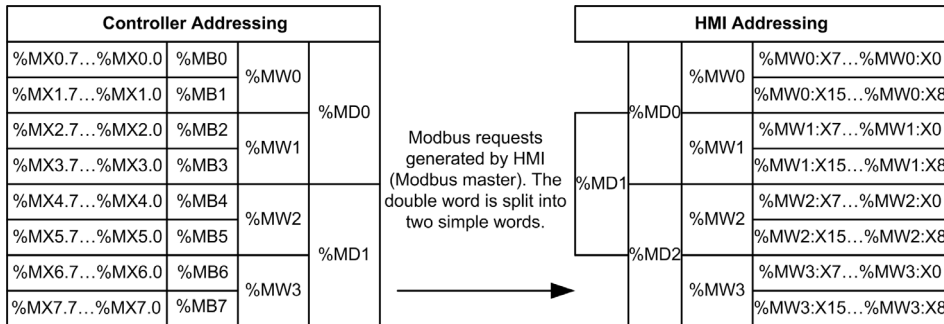 Controller Addressing
HMI Addressing
%MX0.7…%MX0.0 %MB0
%MX1.7…%MX1.0 %MB1
%MW0
%MX2.7…%MX2.0 %MB2
%MX3.7…%MX3.0 %MB3
%MW1
%MD0
%MX4.7…%MX4.0 %MB4
%MX5.7…%MX5.0 %MB5
%MW2
%MX6.7…%MX6.0 %MB6
%MX7.7…%MX7.0 %MB7
%MW3
%MD1
Modbus requests
generated by HMI
(Modbus master). The
double word is split into
two simple words.
%MD1
%MD0
%MD2
%MW0
%MW0:X7…%MW0:X0
%MW0:X15…%MW0:X8
%MW1
%MW1:X7…%MW1:X0
%MW1:X15…%MW1:X8
%MW2
%MW2:X7…%MW2:X0
%MW2:X15…%MW2:X8
%MW3
%MW3:X7…%MW3:X0
%MW3:X15…%MW3:X8